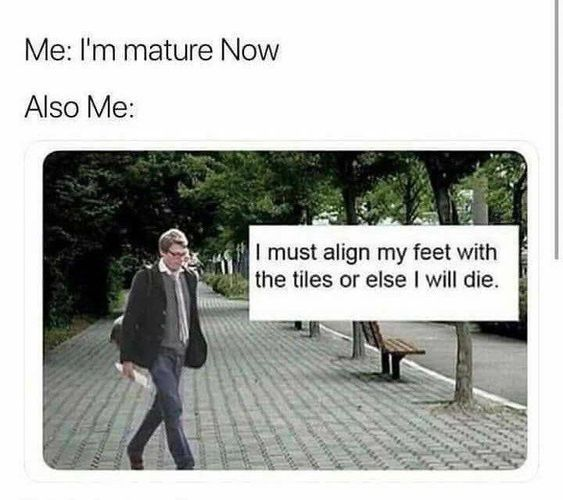 Me: I'm mature Now
Also Me:
I must align my feet with
the tiles or else I will die.